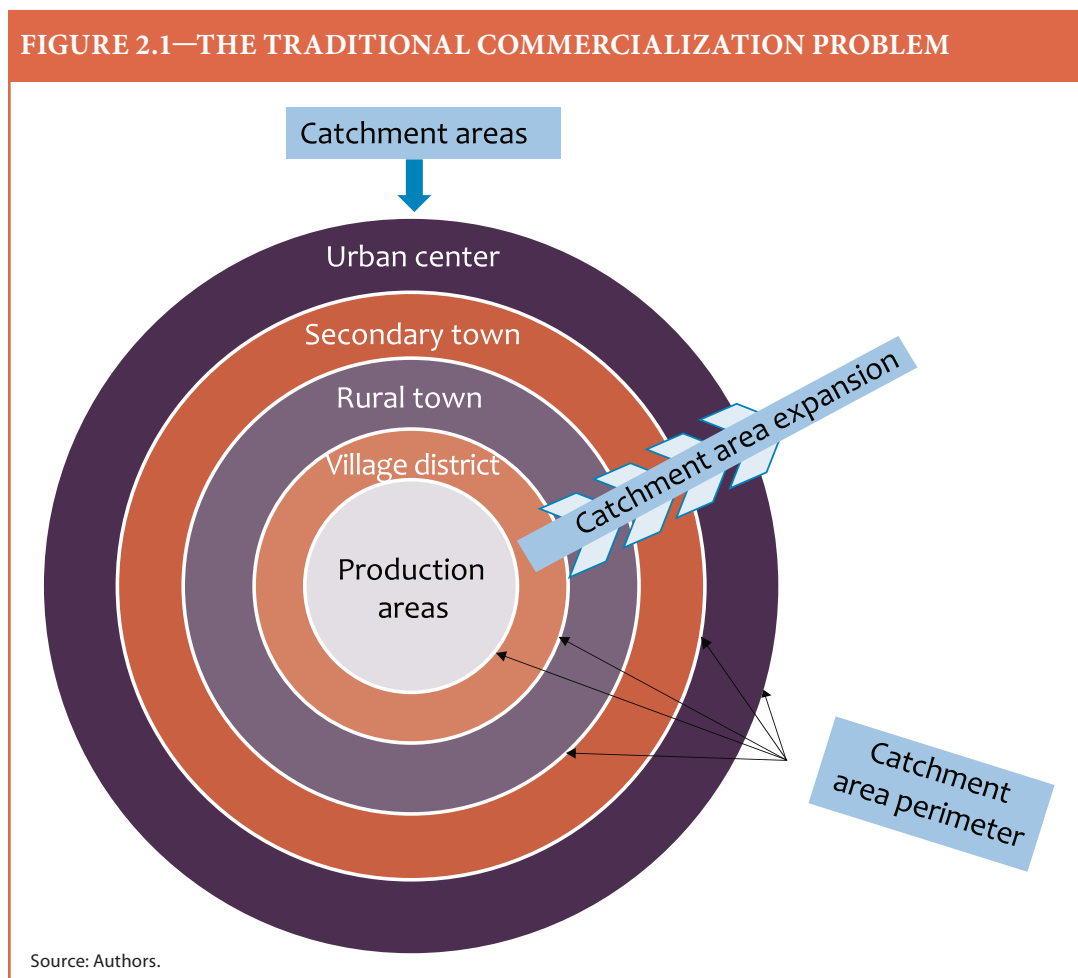 FIGURE 2.1—THE TRADITIONAL COMMERCIALIZATION PROBLEM
Catchment areas
Urban center
Secondary town
Rural town
Village district
Production
areas
Catchment area expansion
Catchment
area perimeter
Source: Authors.